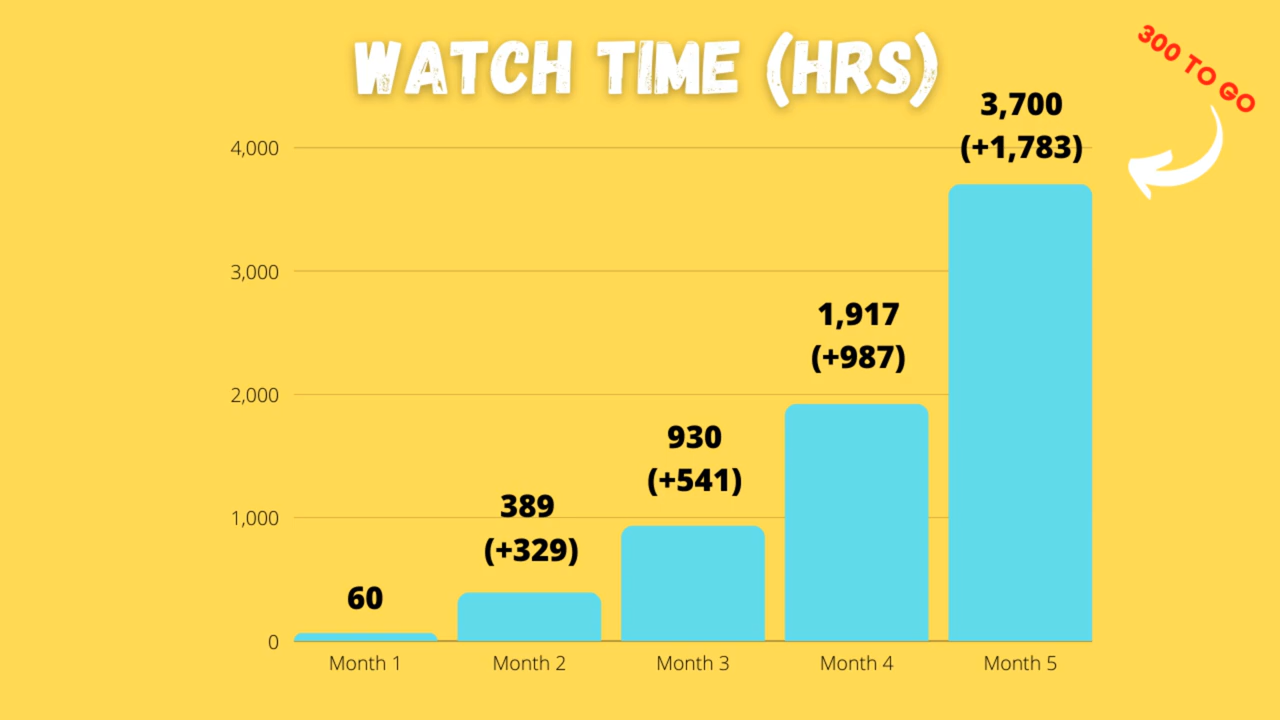 WATCH TIME (HRS)
300 TO GO
3,700
(+1,783)
4,000
3,000
1,917
(+987)
2,000
930
(+541)
389
(+329)
1,000
60
0
Month 1
Month 2
Month 3
Month 4
Month 5